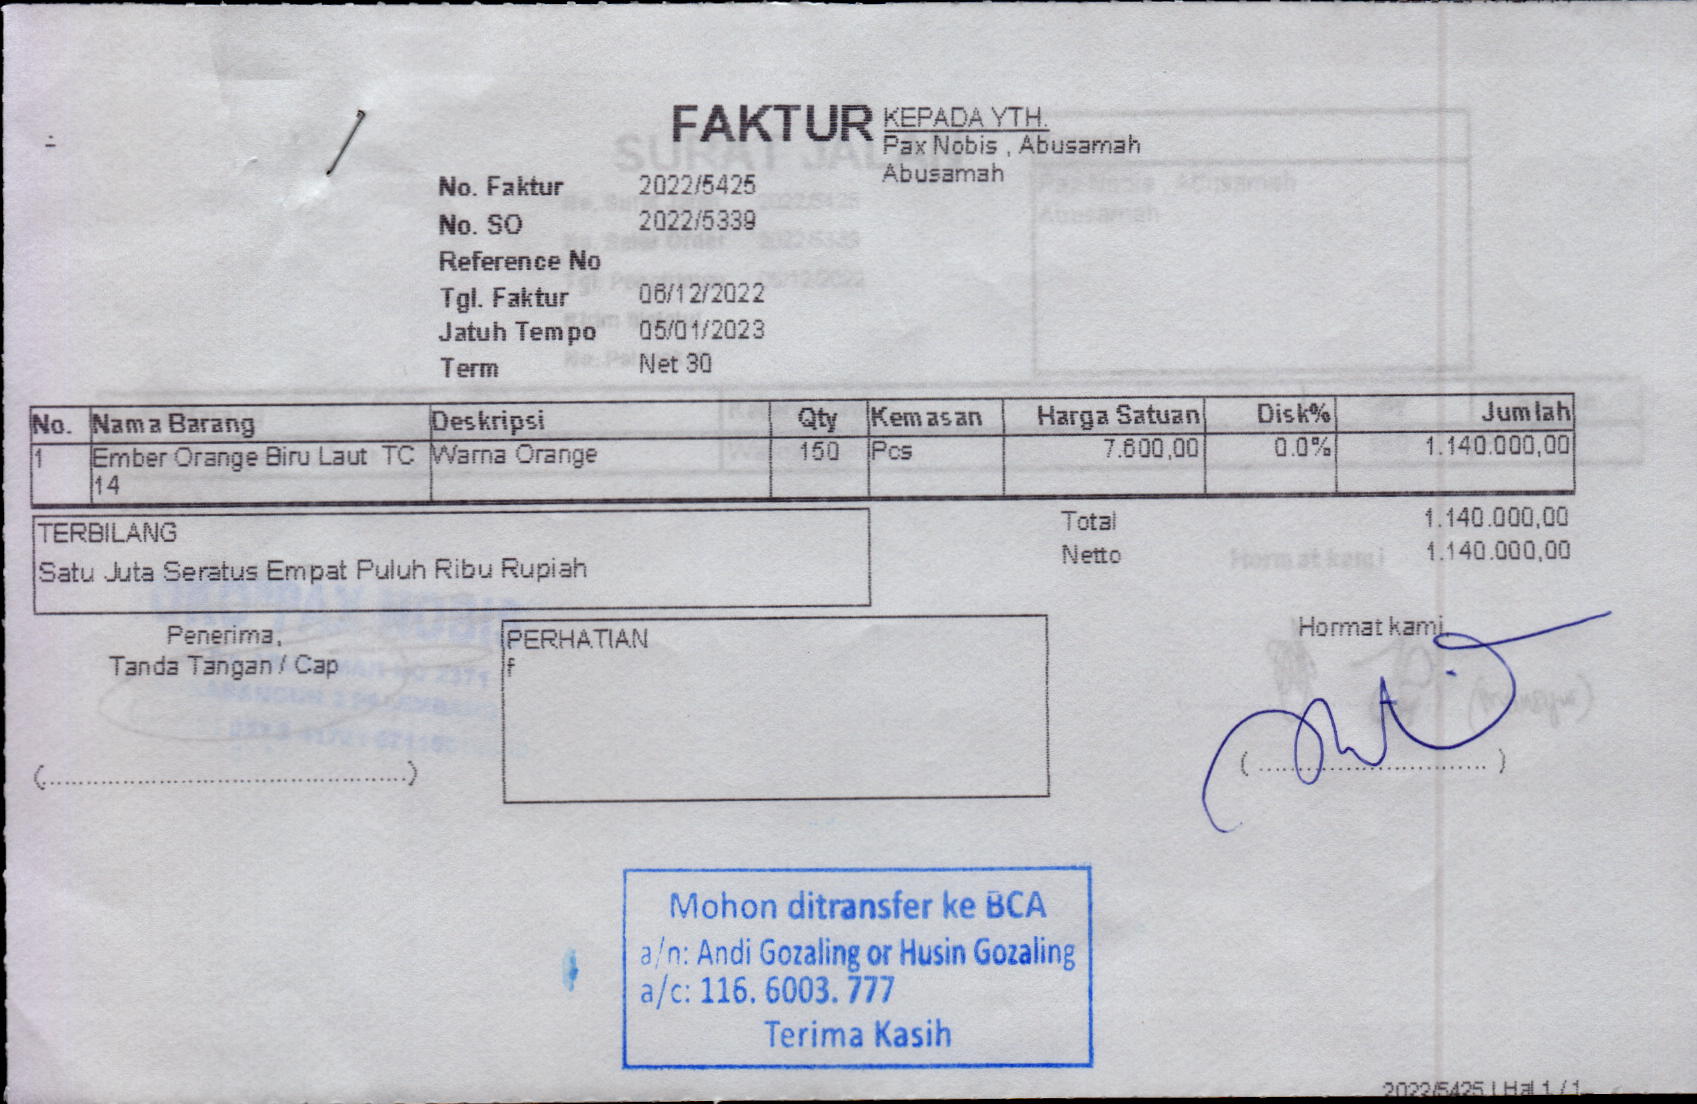 FAKTUR
KEPADA YTH.
Pax Nobis , Abusamah
Abusamah
No. Faktur 2022/5425
No. SO 2022/5339
Reference No
Tgl. Faktur 06/12/2022
Jatuh Tempo 05/01/2023
Term Net 30
No. Nama Barang Deskripsi Qty Kemasan Harga Satuan Disk% Jumlah
1 Ember Orange Biru Laut TC Warna Orange 150 Pcs 7.600,00 0.0% 1.140.000,00
14
TERBILANG
Satu Juta Seratus Empat Puluh Ribu Rupiah
Total 1.140.000,00
Netto 1.140.000,00
Penerima,
Tanda Tangan / Cap
(..............................................)
PERHATIAN
f
Hormat kami
( ................................ )
Mohon ditransfer ke BCA
a/n: Andi Gozaling or Husin Gozaling
a/c: 116. 6003. 777
Terima Kasih
2022/5425 | Hal 1 / 1